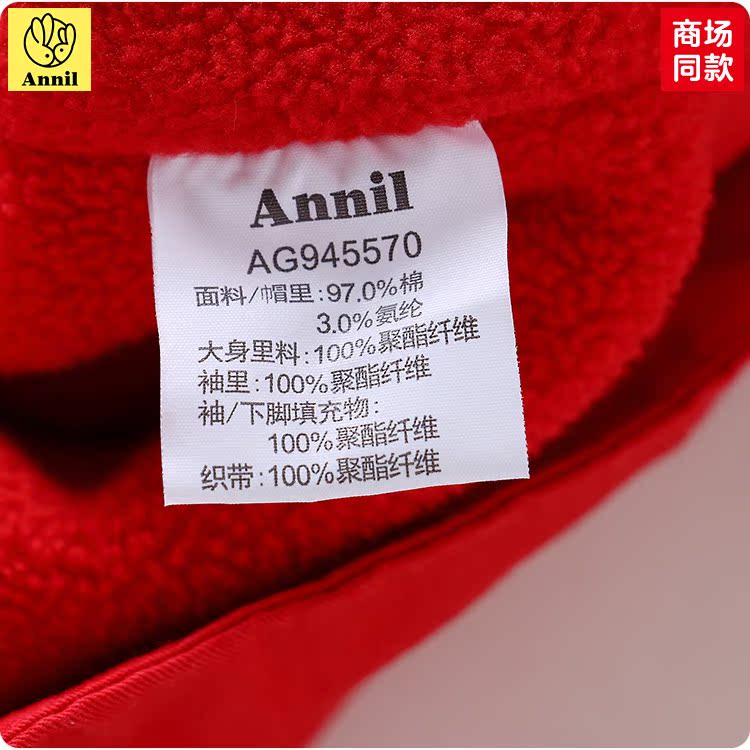 Annil
商场
同款
Annil
AG945570
面料/帽里:97.0%棉
3.0%氨纶
大身里料:100%聚酯纤维
袖里:100%聚酯纤维
袖/下脚填充物:
100%聚酯纤维
织带:100%聚酯纤维